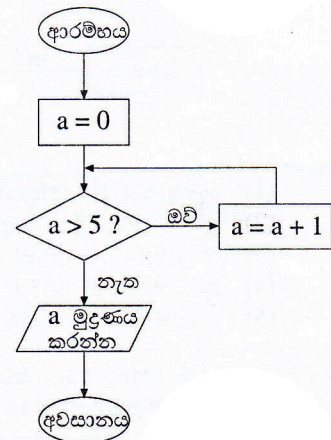 ආරම්භය
a = 0
a > 5 ?
ඔව්
a = a + 1
නැත
a මුද්‍රණය
කරන්න
අවසානය